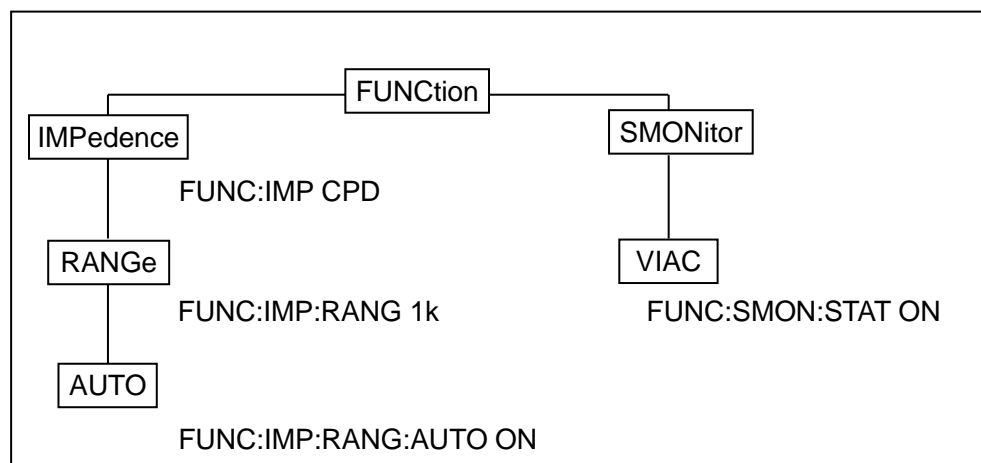 FUNCtion
IMPedence
SMONitor
FUNC:IMP CPD
RANGe
VIAC
FUNC:IMP:RANG 1k
FUNC:SMON:STAT ON
AUTO
FUNC:IMP:RANG:AUTO ON